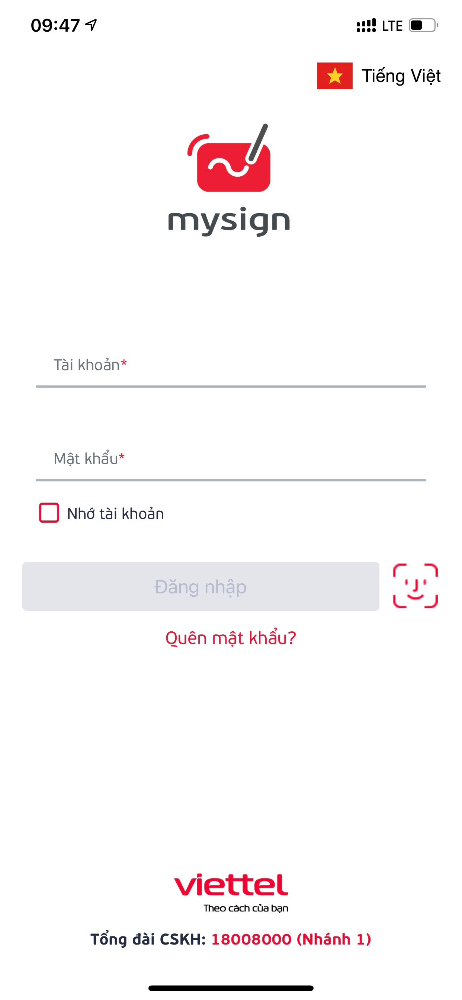 09:47
LTE
Tiếng Việt
mysign
Tài khoản*
Mật khẩu*
Nhớ tài khoản
Đăng nhập
Quên mật khẩu?
viettel
Theo cách của bạn
Tổng đài CSKH: 18008000 (Nhánh 1)